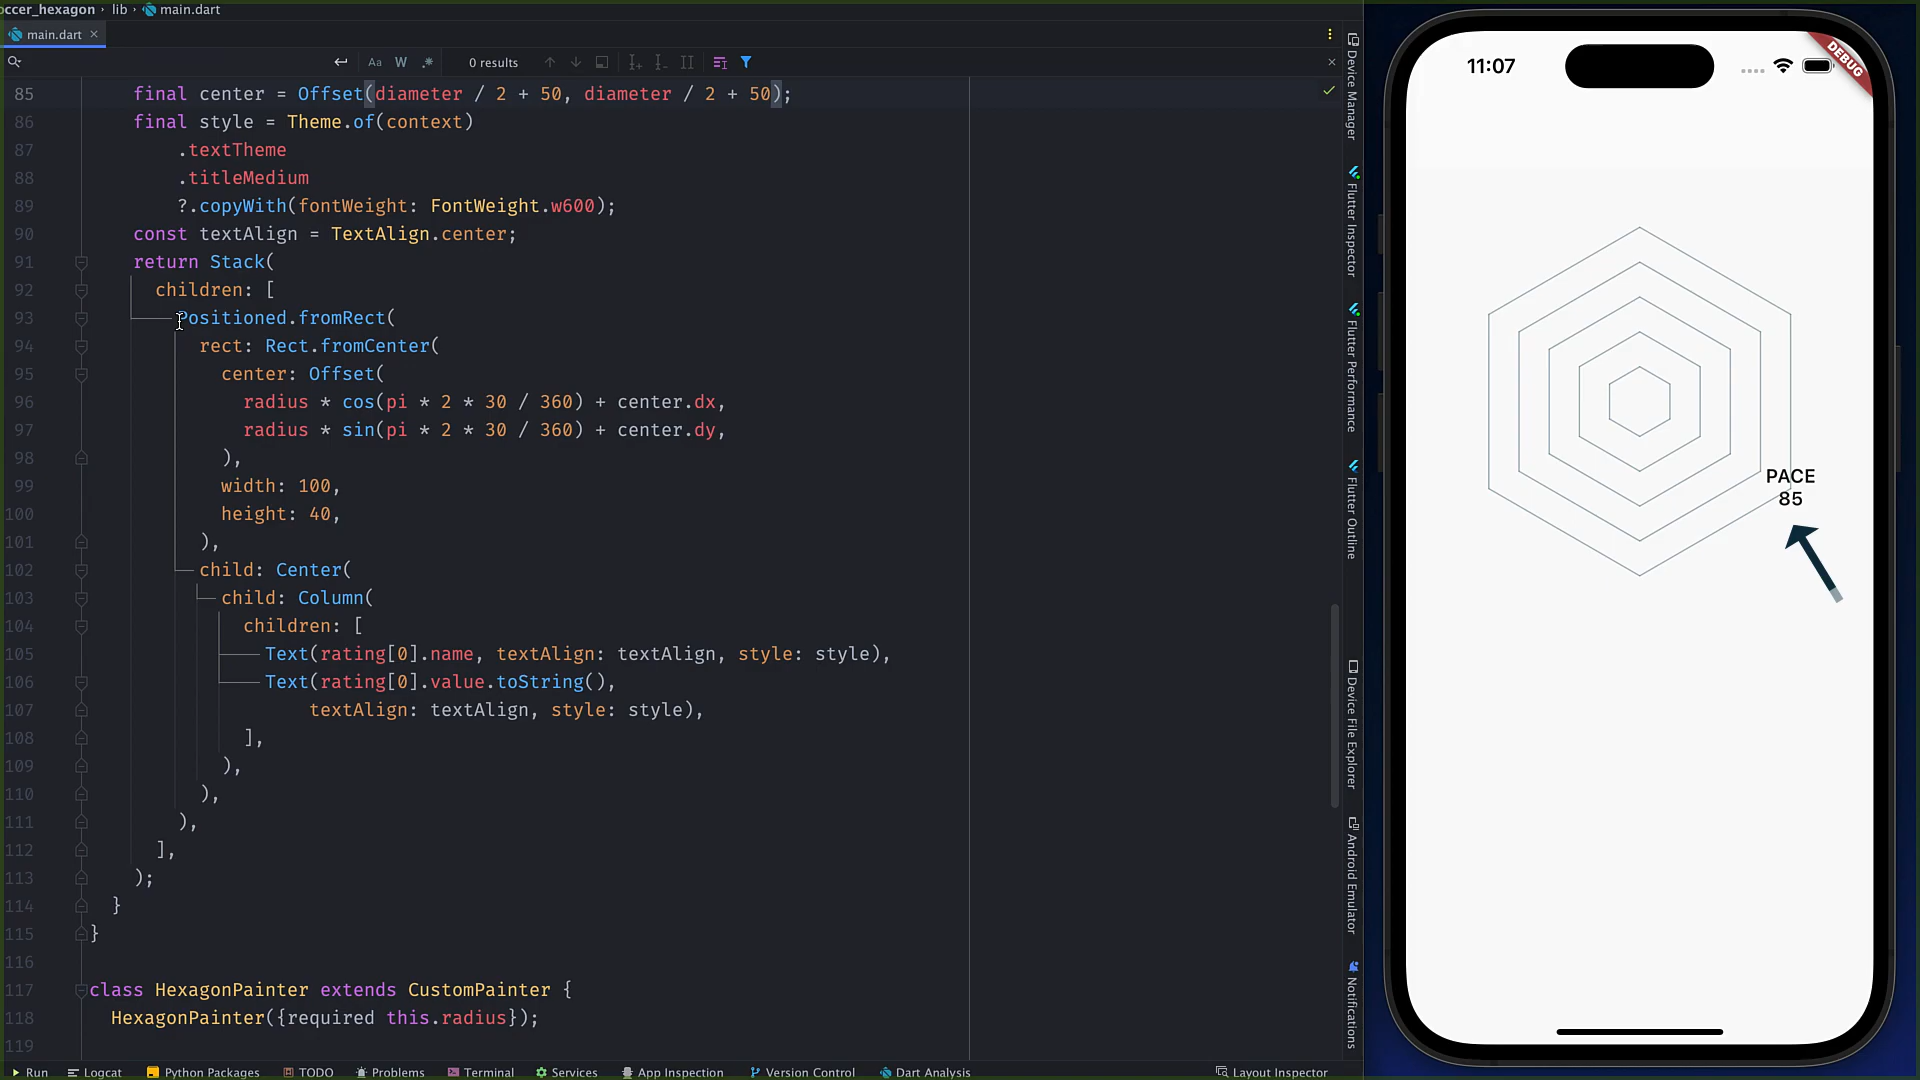 occer_hexagon › lib › main.dart
main.dart
Aa W .* 0 results
85 final center = Offset(diameter / 2 + 50, diameter / 2 + 50);
86 final style = Theme.of(context)
87 .textTheme
88 .titleMedium
89 ?.copyWith(fontWeight: FontWeight.w600);
90 const textAlign = TextAlign.center;
91 return Stack(
92 children: [
93 Positioned.fromRect(
94 rect: Rect.fromCenter(
95 center: Offset(
96 radius * cos(pi * 2 * 30 / 360) + center.dx,
97 radius * sin(pi * 2 * 30 / 360) + center.dy,
98 ),
99 width: 100,
100 height: 40,
101 ),
102 child: Center(
103 child: Column(
104 children: [
105 Text(rating[0].name, textAlign: textAlign, style: style),
106 Text(rating[0].value.toString(),
107 textAlign: textAlign, style: style),
108 ],
109 ),
110 ),
111 ),
112 ],
113 );
114 }
115 }
116
117 class HexagonPainter extends CustomPainter {
118 HexagonPainter({required this.radius});
119
Run Logcat Python Packages TODO Problems Terminal Services App Inspection Version Control Dart Analysis Layout Inspector
Device Manager
Flutter Inspector
Flutter Performance
Flutter Outline
Device File Explorer
Android Emulator
Notifications
11:07
DEBUG
PACE
85